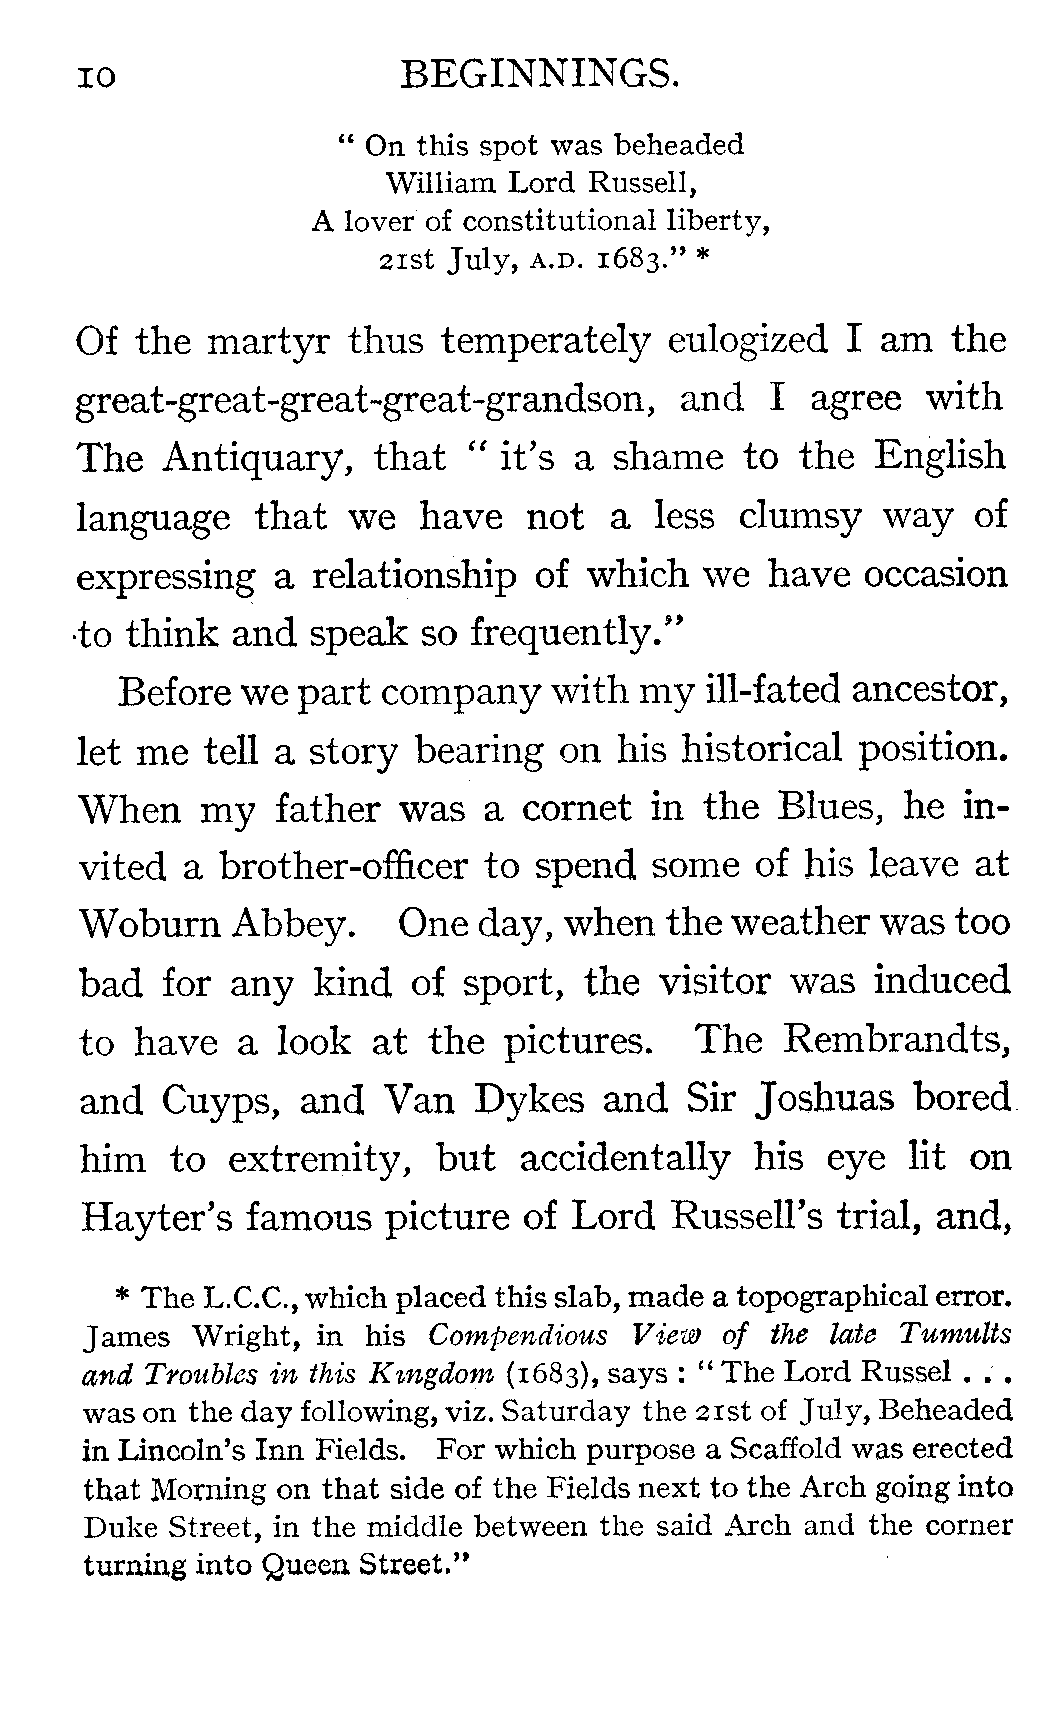 10 BEGINNINGS.
“ On this spot was beheaded
William Lord Russell,
A lover of constitutional liberty,
21st July, A.D. 1683.” *
Of the martyr thus temperately eulogized I am the
great-great-great-great-grandson, and I agree with
The Antiquary, that “ it’s a shame to the English
language that we have not a less clumsy way of
expressing a relationship of which we have occasion
to think and speak so frequently.”
Before we part company with my ill-fated ancestor,
let me tell a story bearing on his historical position.
When my father was a cornet in the Blues, he in-
vited a brother-officer to spend some of his leave at
Woburn Abbey. One day, when the weather was too
bad for any kind of sport, the visitor was induced
to have a look at the pictures. The Rembrandts,
and Cuyps, and Van Dykes and Sir Joshuas bored
him to extremity, but accidentally his eye lit on
Hayter’s famous picture of Lord Russell’s trial, and,
* The L.C.C., which placed this slab, made a topographical error.
James Wright, in his Compendious View of the late Tumults
and Troubles in this Kingdom (1683), says : “ The Lord Russel . . .
was on the day following, viz. Saturday the 21st of July, Beheaded
in Lincoln’s Inn Fields. For which purpose a Scaffold was erected
that Morning on that side of the Fields next to the Arch going into
Duke Street, in the middle between the said Arch and the corner
turning into Queen Street.”